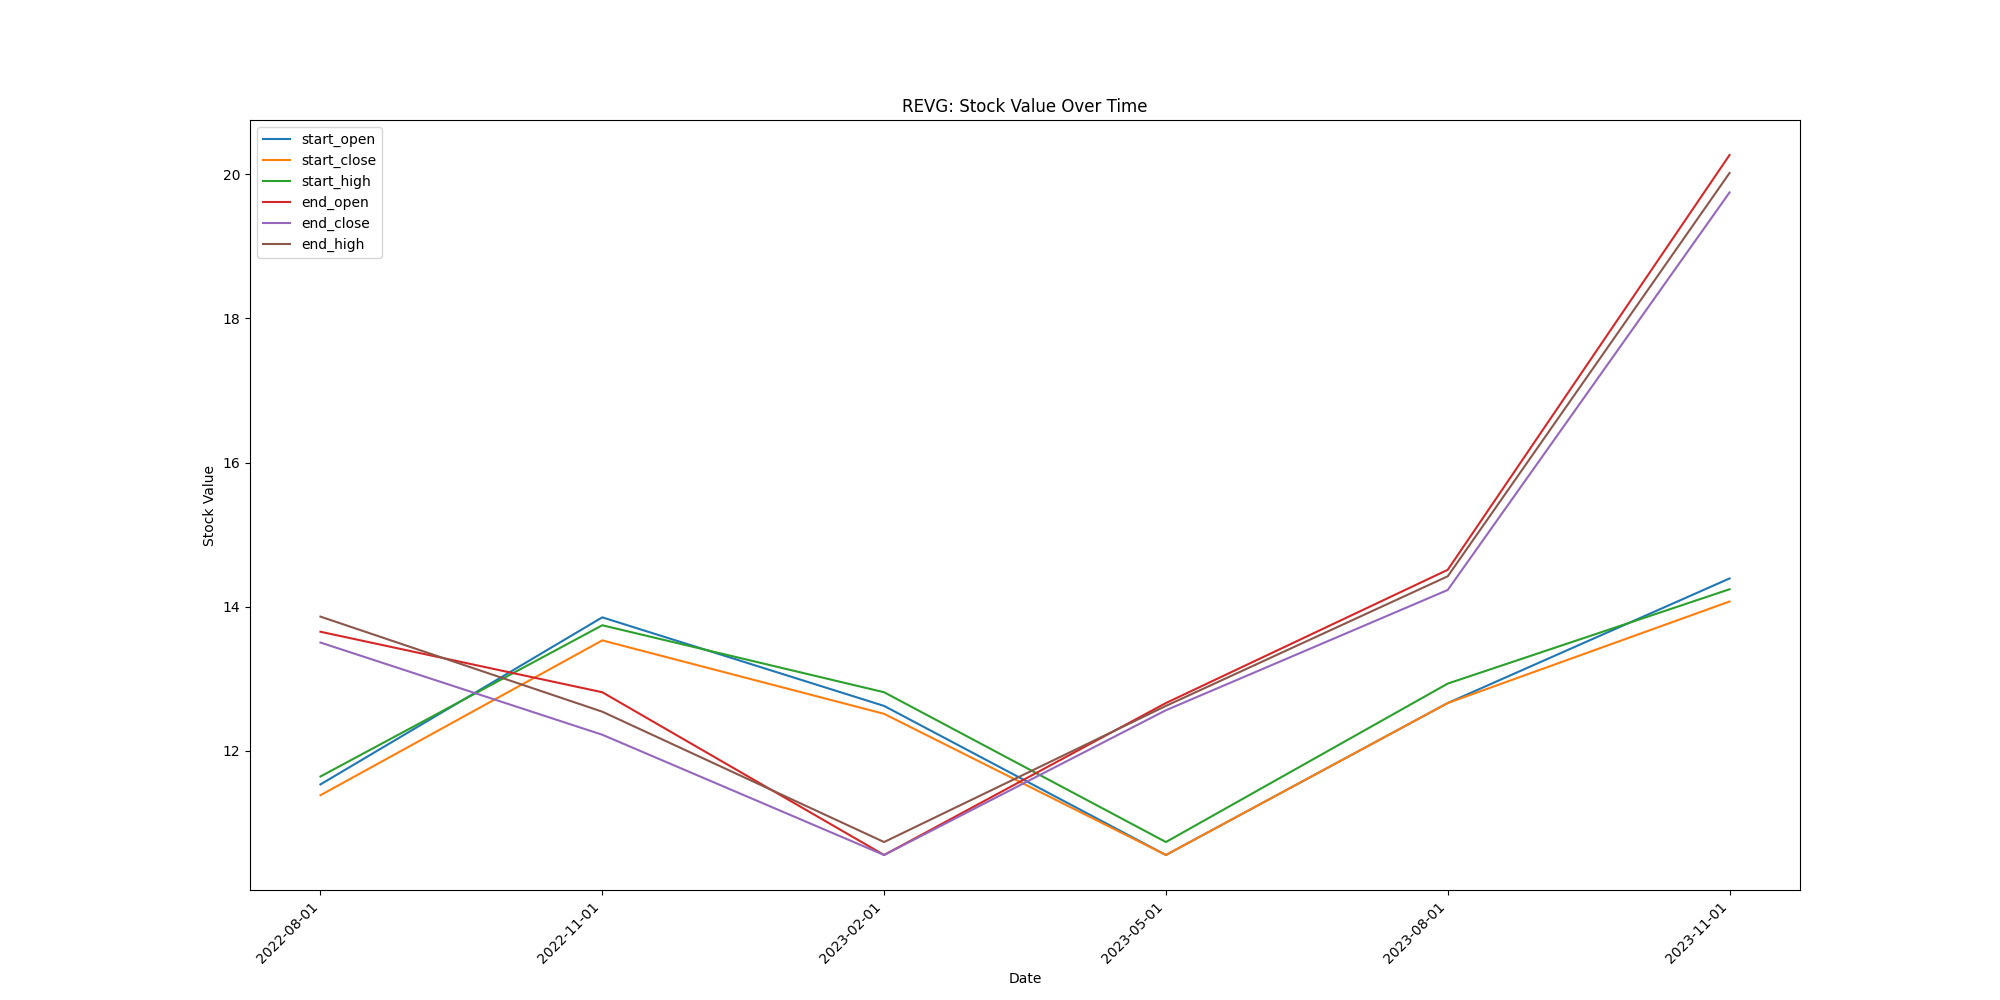 REVG: Stock Value Over Time
start_open
start_close
start_high
end_open
end_close
end_high
20
18
16
14
12
Stock Value
2022-08-01
2022-11-01
2023-02-01
2023-05-01
2023-08-01
2023-11-01
Date